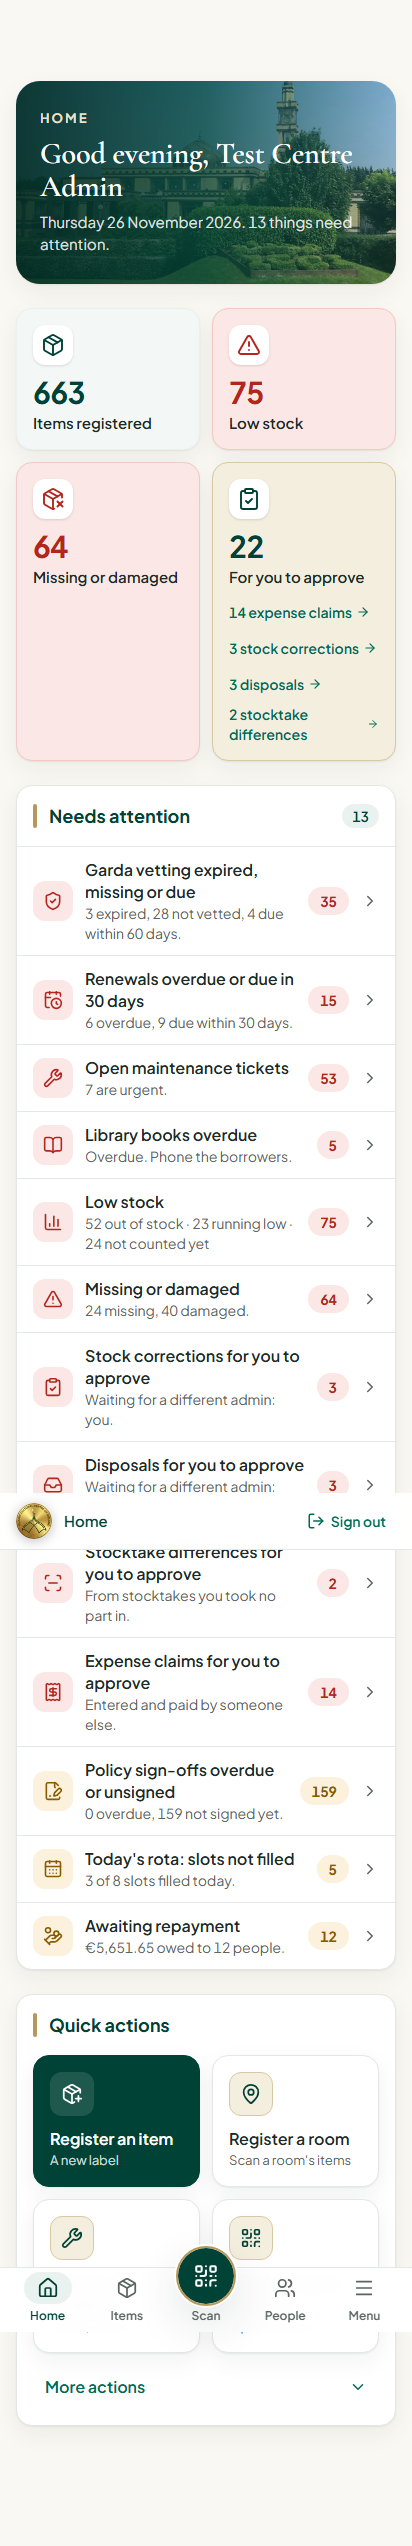 HOME
Good evening, Test Centre
Admin
Thursday 26 November 2026. 13 things need
attention.
663
Items registered
75
Low stock
64
Missing or damaged
22
For you to approve
14 expense claims
3 stock corrections
3 disposals
2 stocktake
differences
Needs attention
13
Garda vetting expired,
missing or due
3 expired, 28 not vetted, 4 due
within 60 days.
35
Renewals overdue or due in
30 days
6 overdue, 9 due within 30 days.
15
Open maintenance tickets
7 are urgent.
53
Library books overdue
Overdue. Phone the borrowers.
5
Low stock
52 out of stock · 23 running low ·
24 not counted yet
75
Missing or damaged
24 missing, 40 damaged.
64
Stock corrections for you to
approve
Waiting for a different admin:
you.
3
Disposals for you to approve
Waiting for a different admin:
3
Home
Sign out
Stocktake differences for
you to approve
From stocktakes you took no
part in.
2
Expense claims for you to
approve
Entered and paid by someone
else.
14
Policy sign-offs overdue
or unsigned
0 overdue, 159 not signed yet.
159
Today's rota: slots not filled
3 of 8 slots filled today.
5
Awaiting repayment
€5,651.65 owed to 12 people.
12
Quick actions
Register an item
A new label
Register a room
Scan a room's items
Home
Items
Scan
People
Menu
More actions